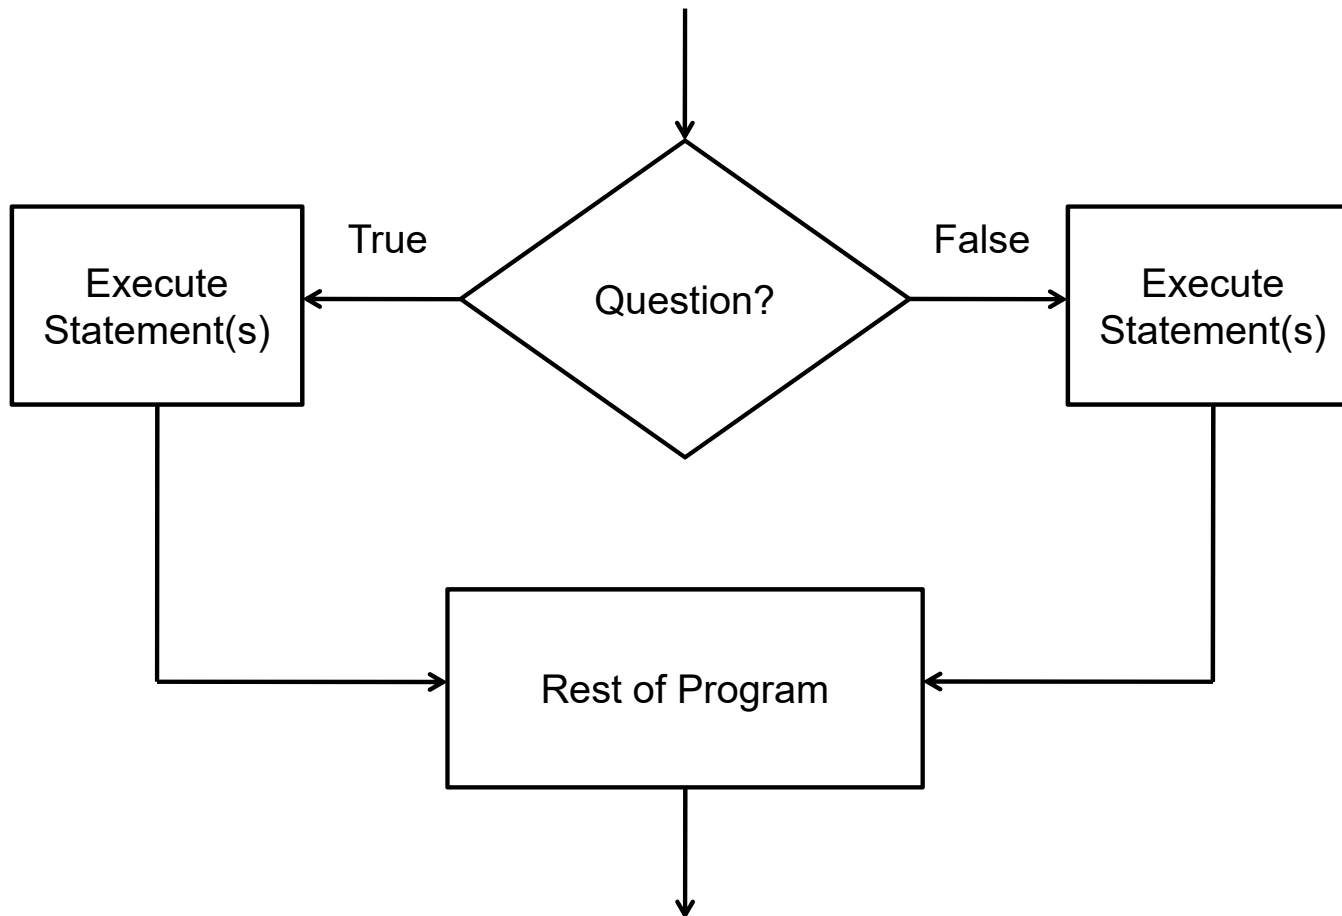 True
False
Execute
Statement(s)
Question?
Execute
Statement(s)
Rest of Program